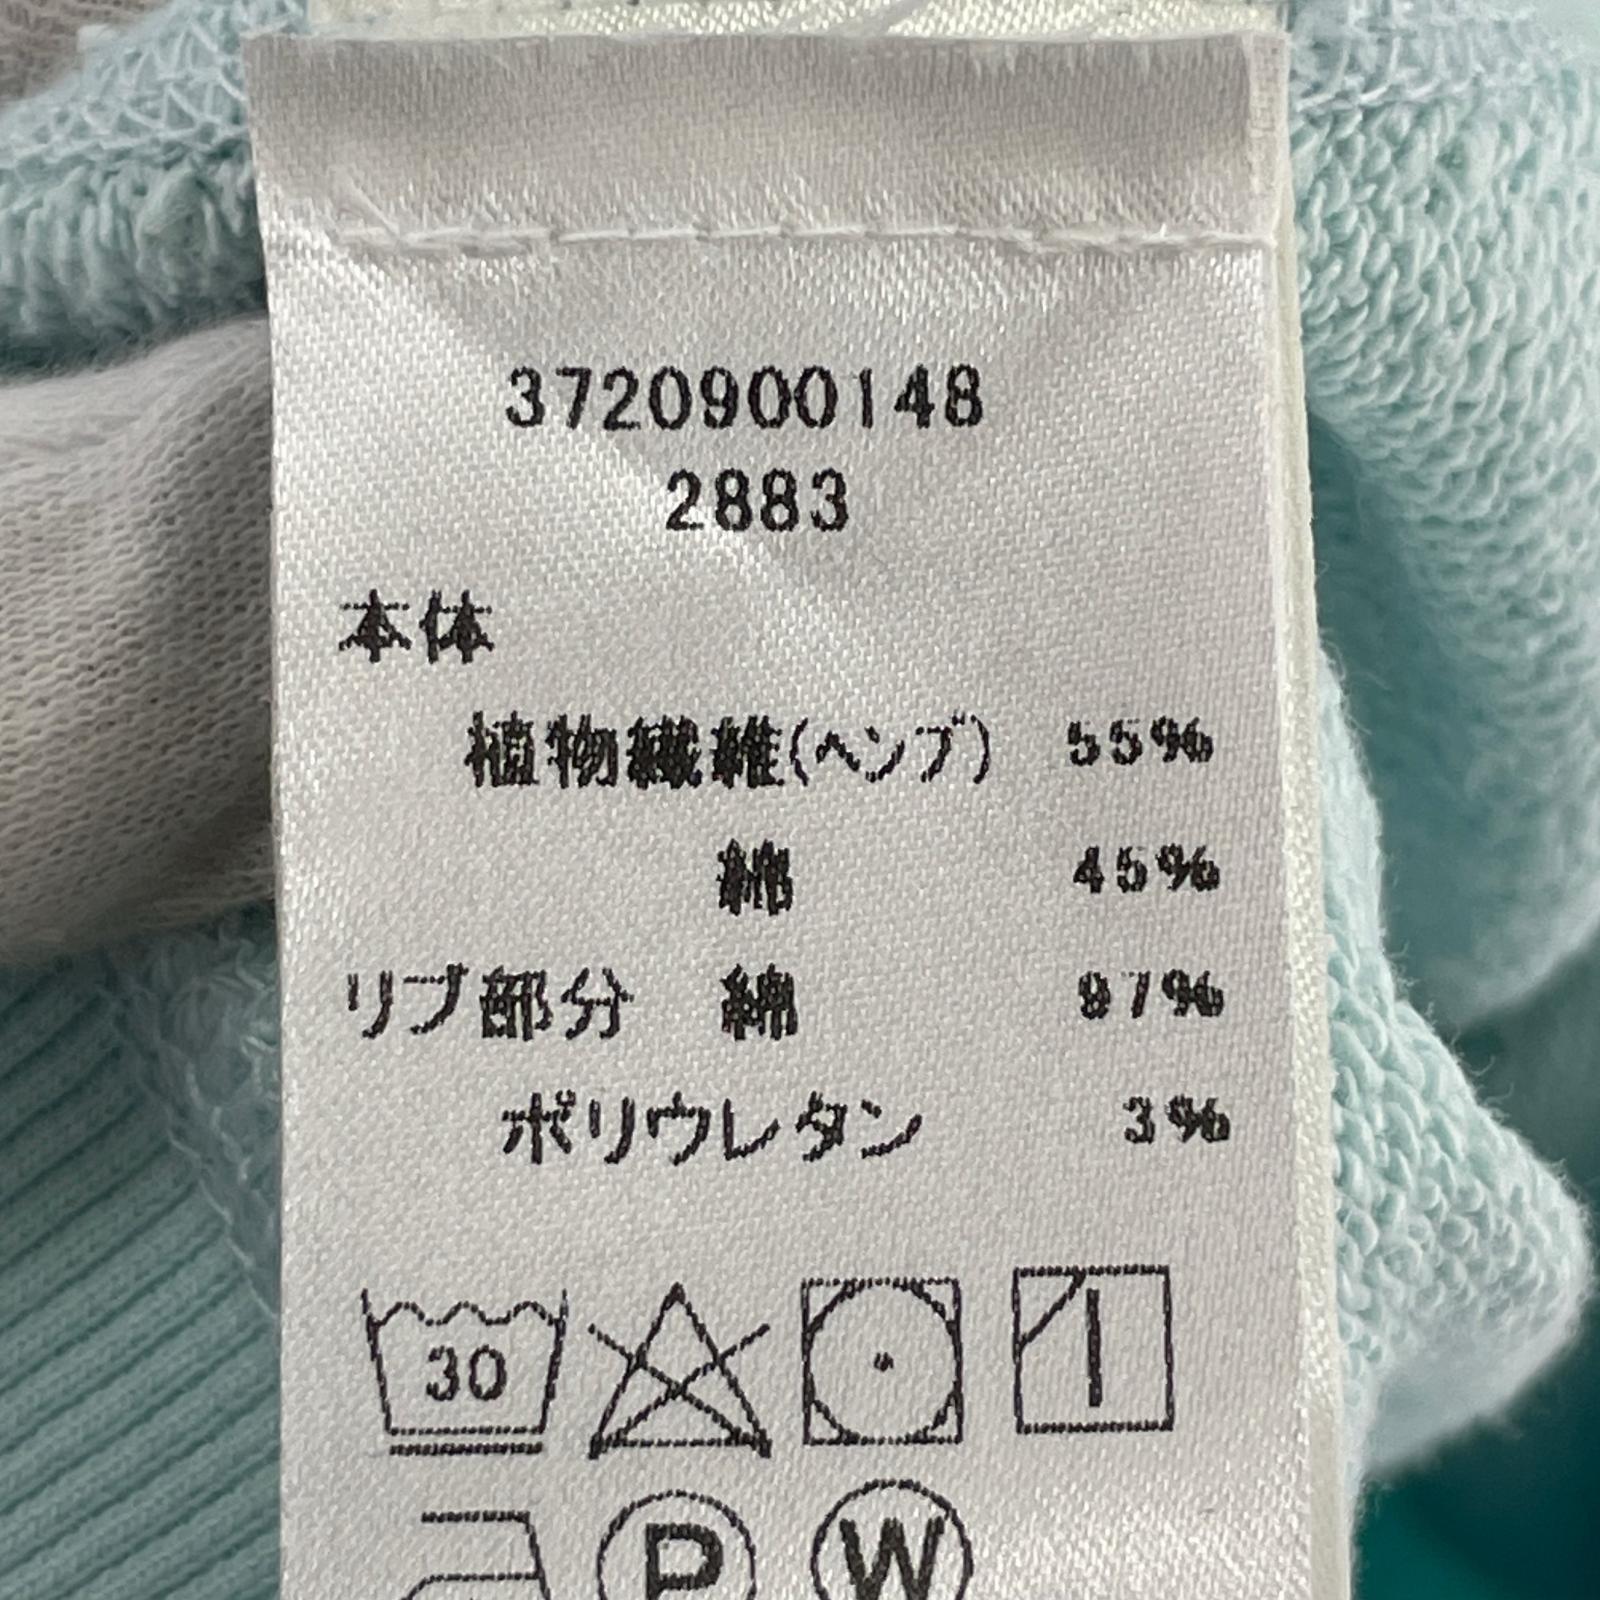 3720900148
2883
本体
植物繊維(ヘンプ) 55%
綿 45%
リブ部分 綿 97%
ポリウレタン 3%
30
P W